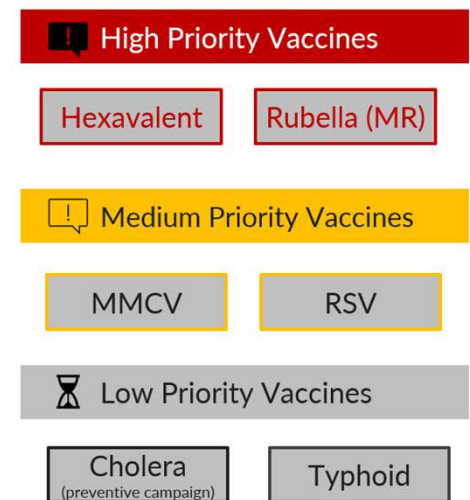 High Priority Vaccines
Hexavalent
Rubella (MR)
Medium Priority Vaccines
MMCV
RSV
Low Priority Vaccines
Cholera
(preventive campaign)
Typhoid